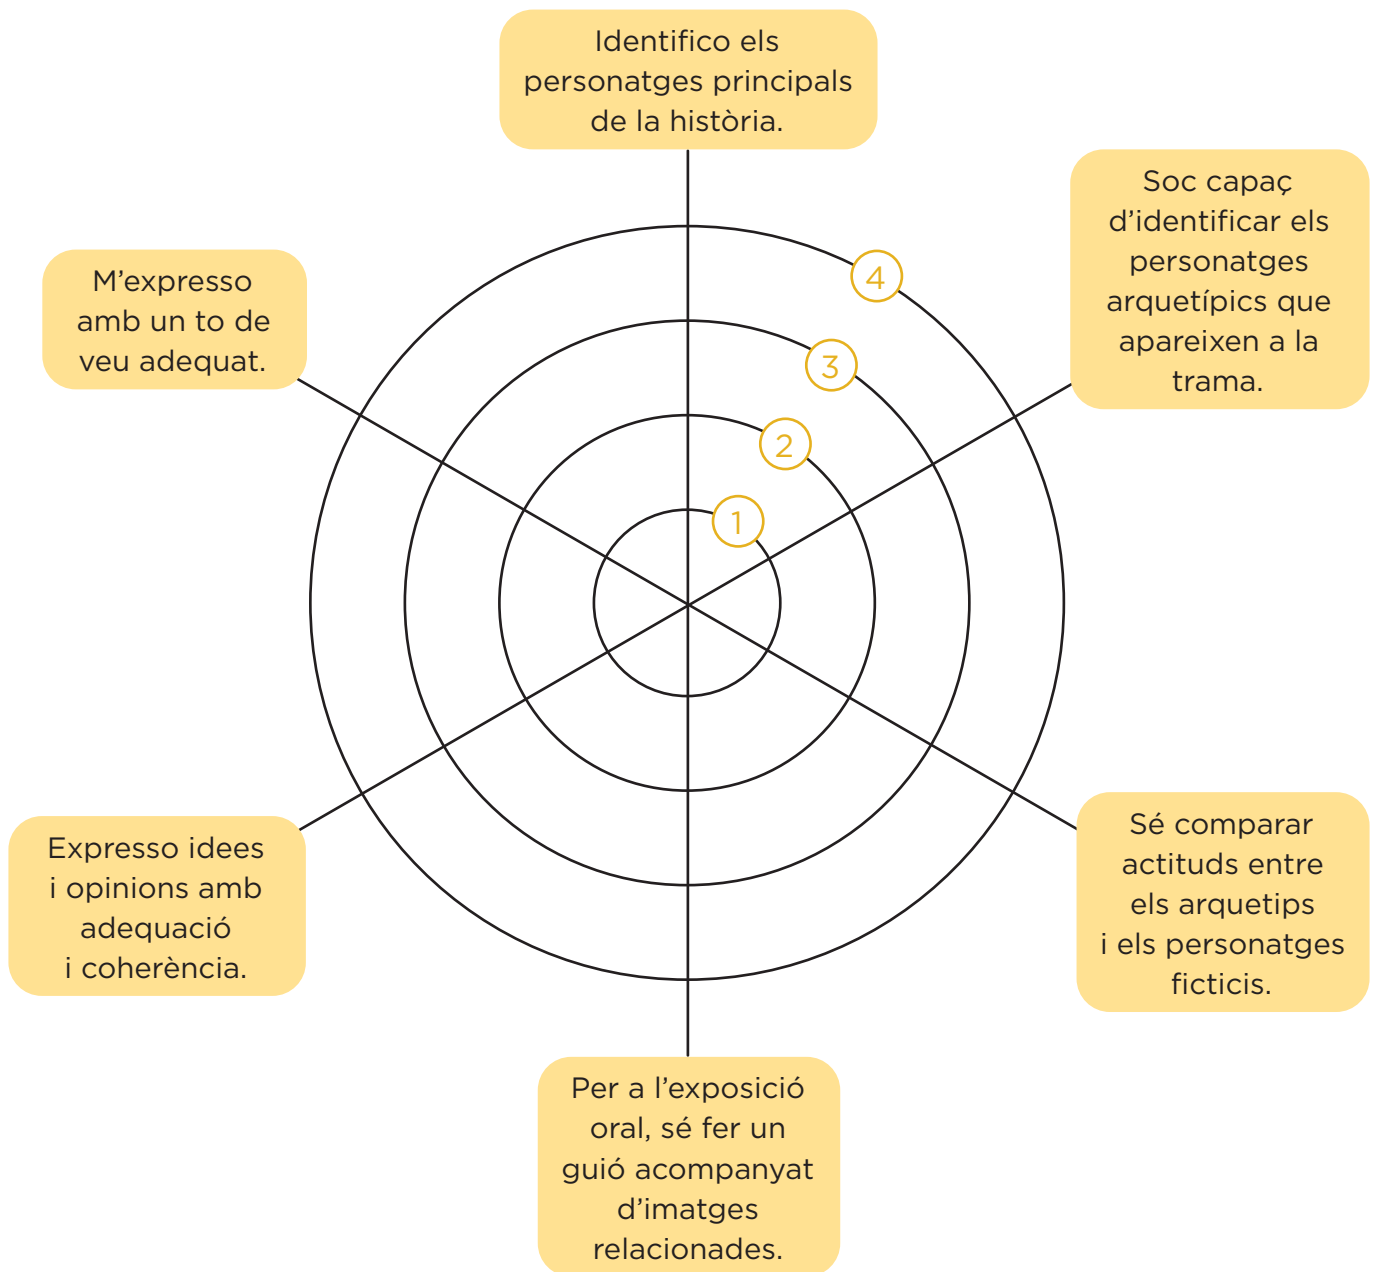 Identifico els
personatges principals
de la història.
Soc capaç
d’identificar els
personatges
arquetípics que
apareixen a la
trama.
M’expresso
amb un to de
veu adequat.
4
3
2
1
Expresso idees
i opinions amb
adequació
i coherència.
Sé comparar
actituds entre
els arquetips
i els personatges
ficticis.
Per a l’exposició
oral, sé fer un
guió acompanyat
d’imatges
relacionades.